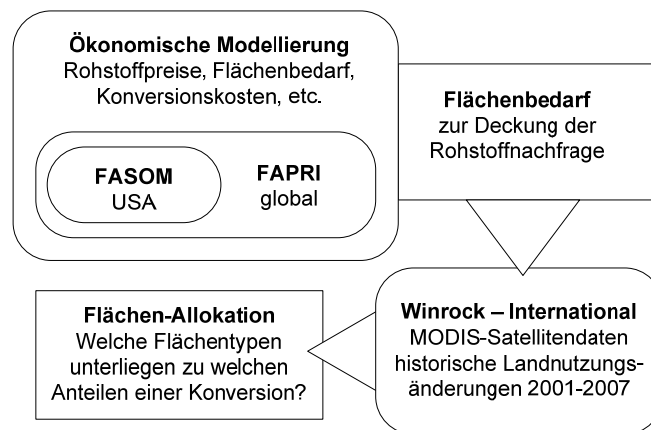 Ökonomische Modellierung
Rohstoffpreise, Flächenbedarf,
Konversionskosten, etc.
FASOM
USA
FAPRI
global
Flächenbedarf
zur Deckung der
Rohstoffnachfrage
Winrock – International
MODIS-Satellitendaten
historische Landnutzungs-
änderungen 2001-2007
Flächen-Allokation
Welche Flächentypen
unterliegen zu welchen
Anteilen einer Konversion?